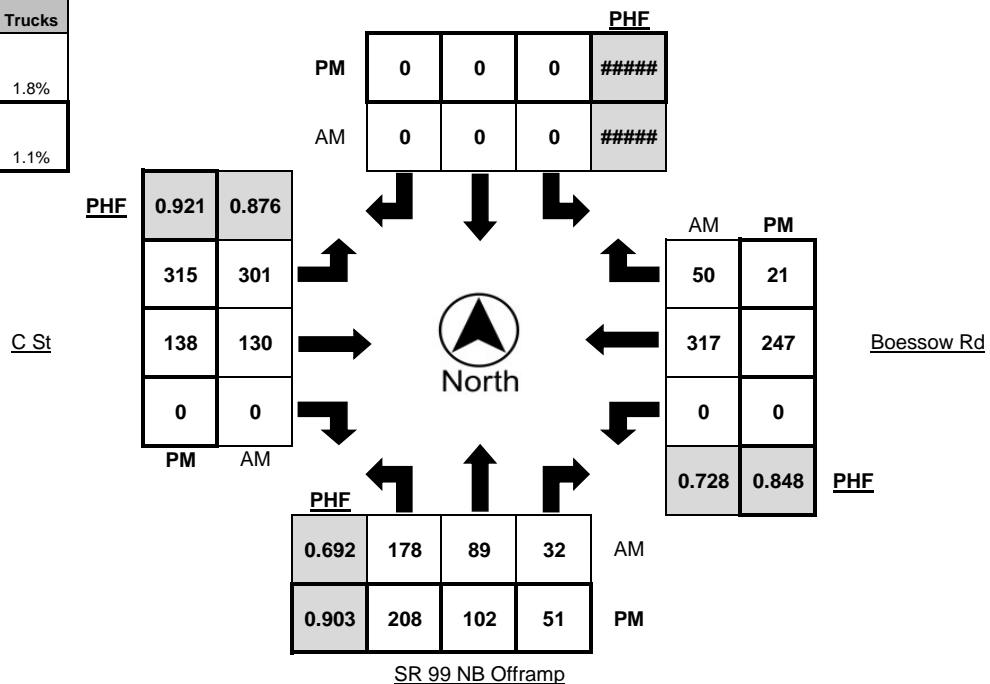 Trucks
1.8%
1.1%
PHF
PM 0 0 0 #####
AM 0 0 0 #####
PHF 0.921 0.876
315 301
C St 138 130
0 0
PM AM
North
AM PM
50 21
317 247 Boessow Rd
0 0
0.728 0.848 PHF
PHF
0.692 178 89 32 AM
0.903 208 102 51 PM
SR 99 NB Offramp